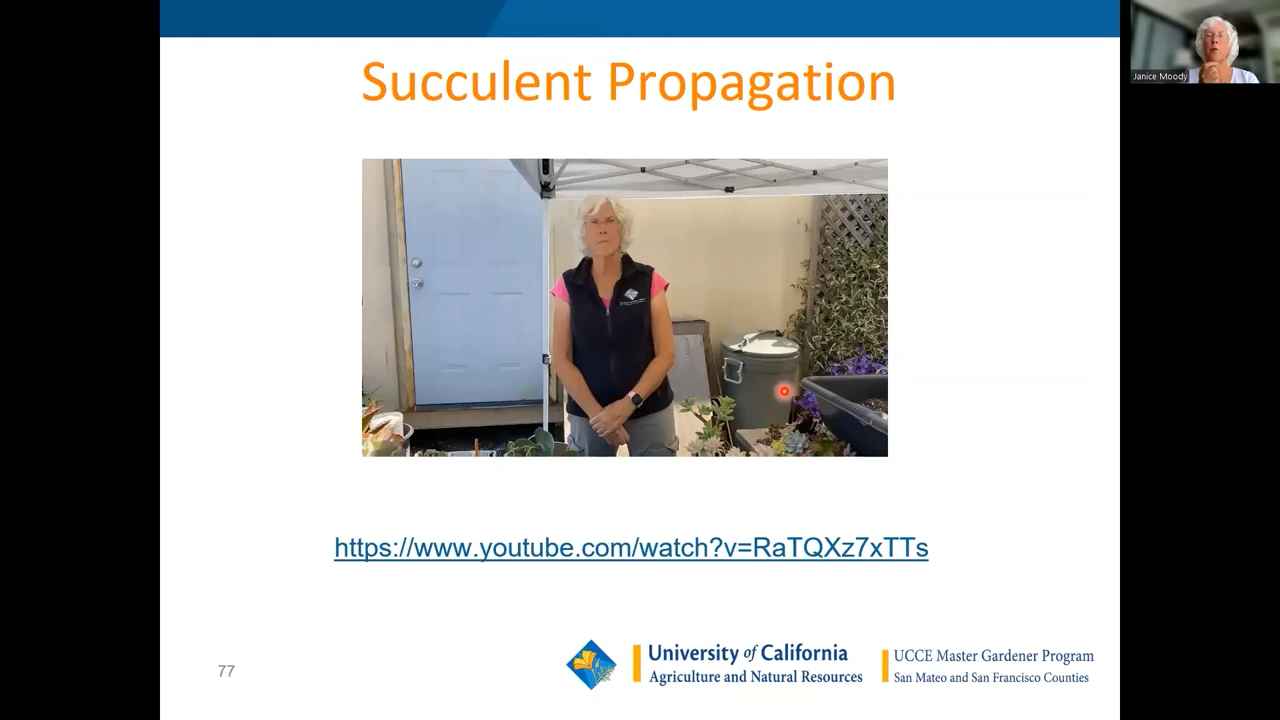 Succulent Propagation
Janice Moody
https://www.youtube.com/watch?v=RaTQXz7xTTs
77
University of California
Agriculture and Natural Resources
UCCE Master Gardener Program
San Mateo and San Francisco Counties